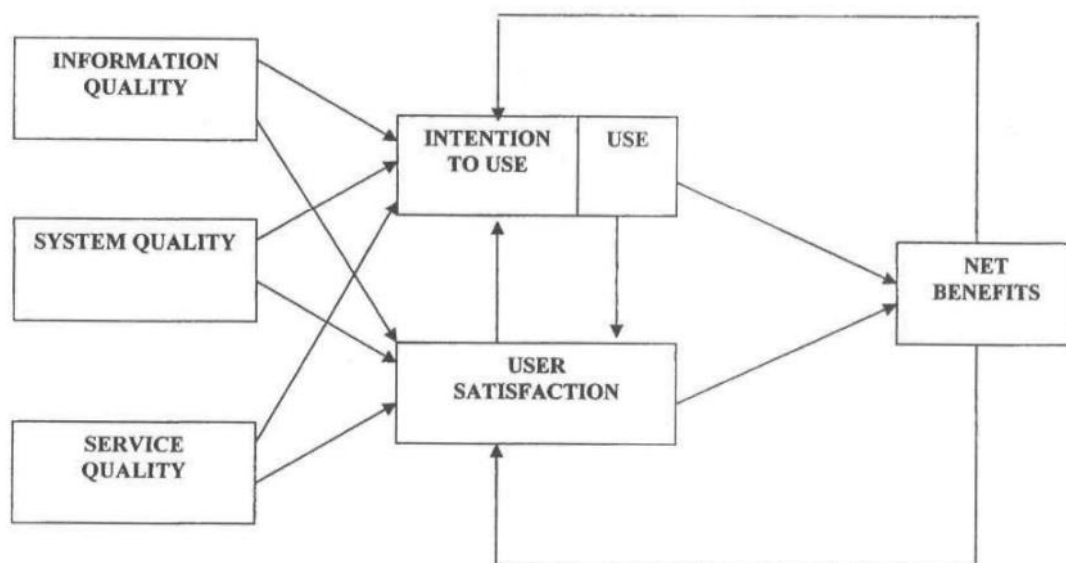 INFORMATION
QUALITY
SYSTEM QUALITY
SERVICE
QUALITY
INTENTION
TO USE
USE
USER
SATISFACTION
NET
BENEFITS